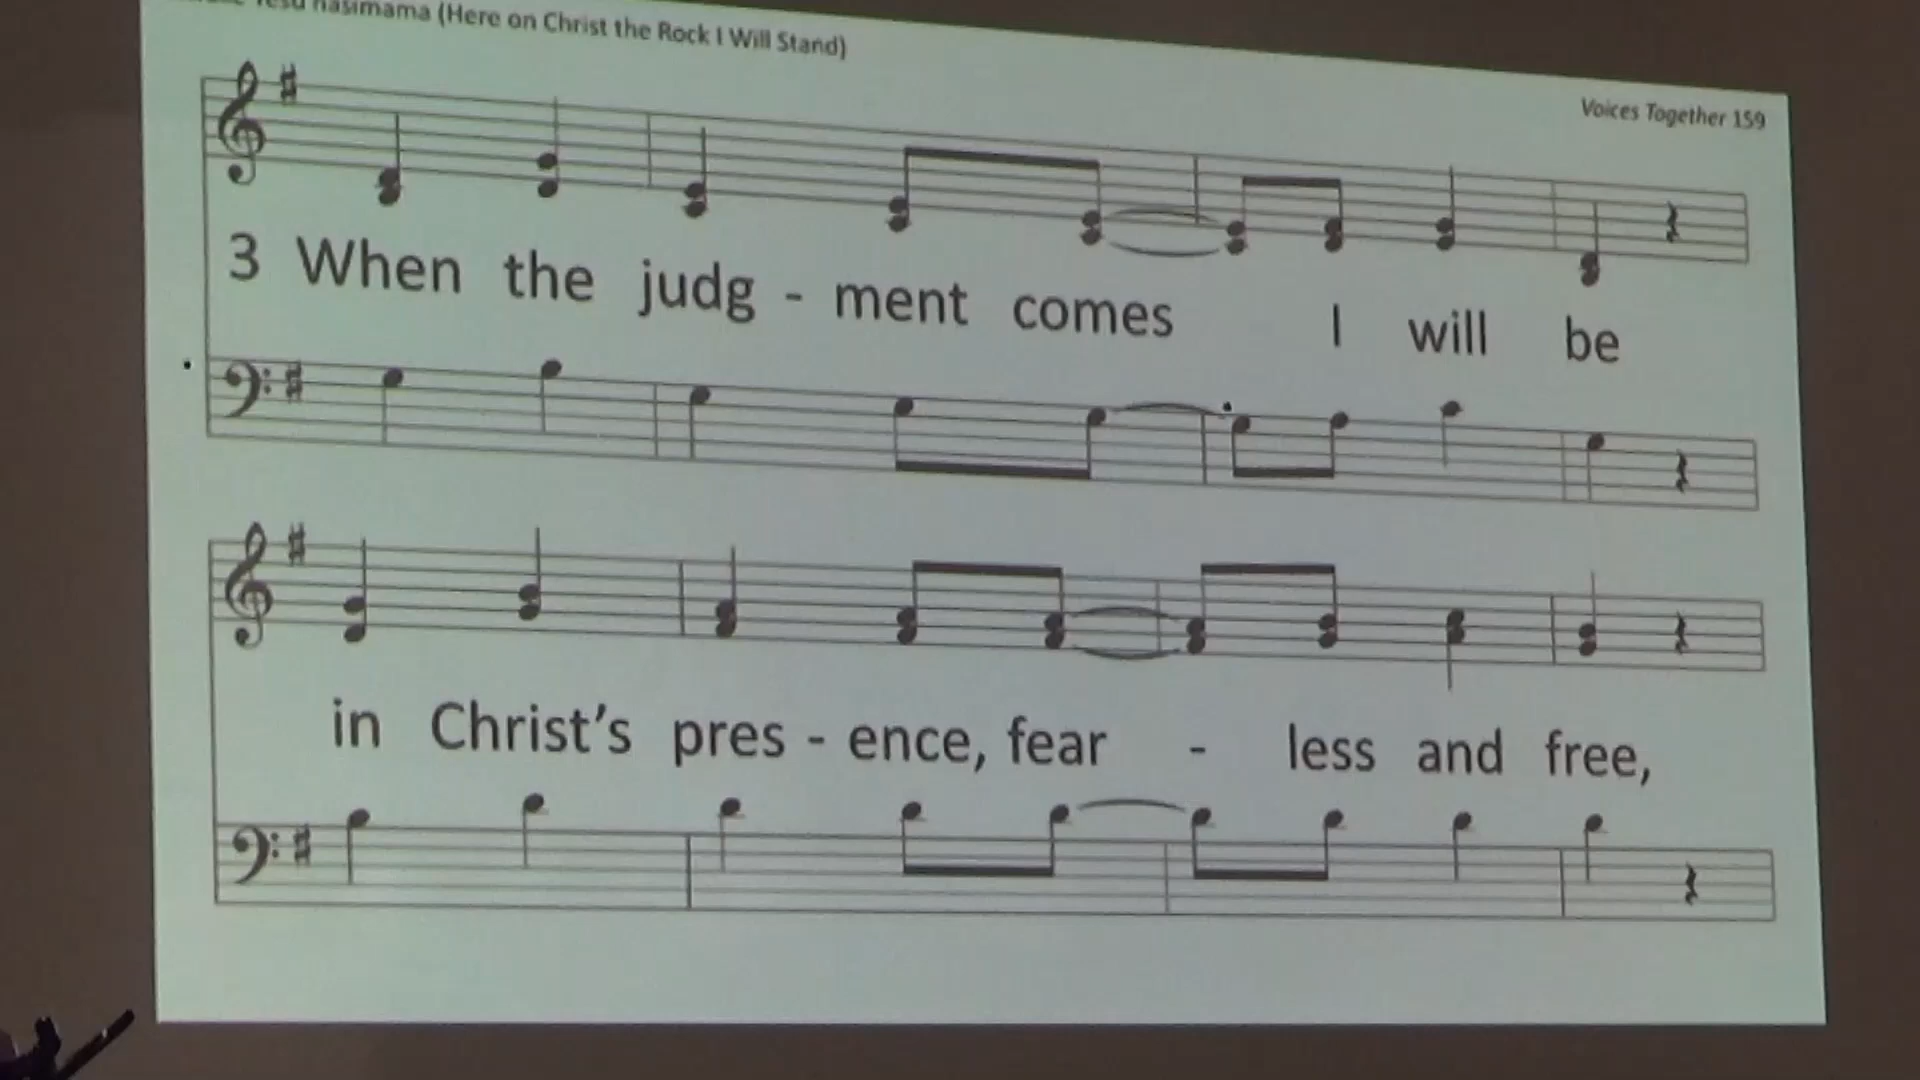 nasimama (Here on Christ the Rock I Will Stand)
Voices Together 159
3 When the judg - ment comes I will be
in Christ's pres - ence, fear - less and free,